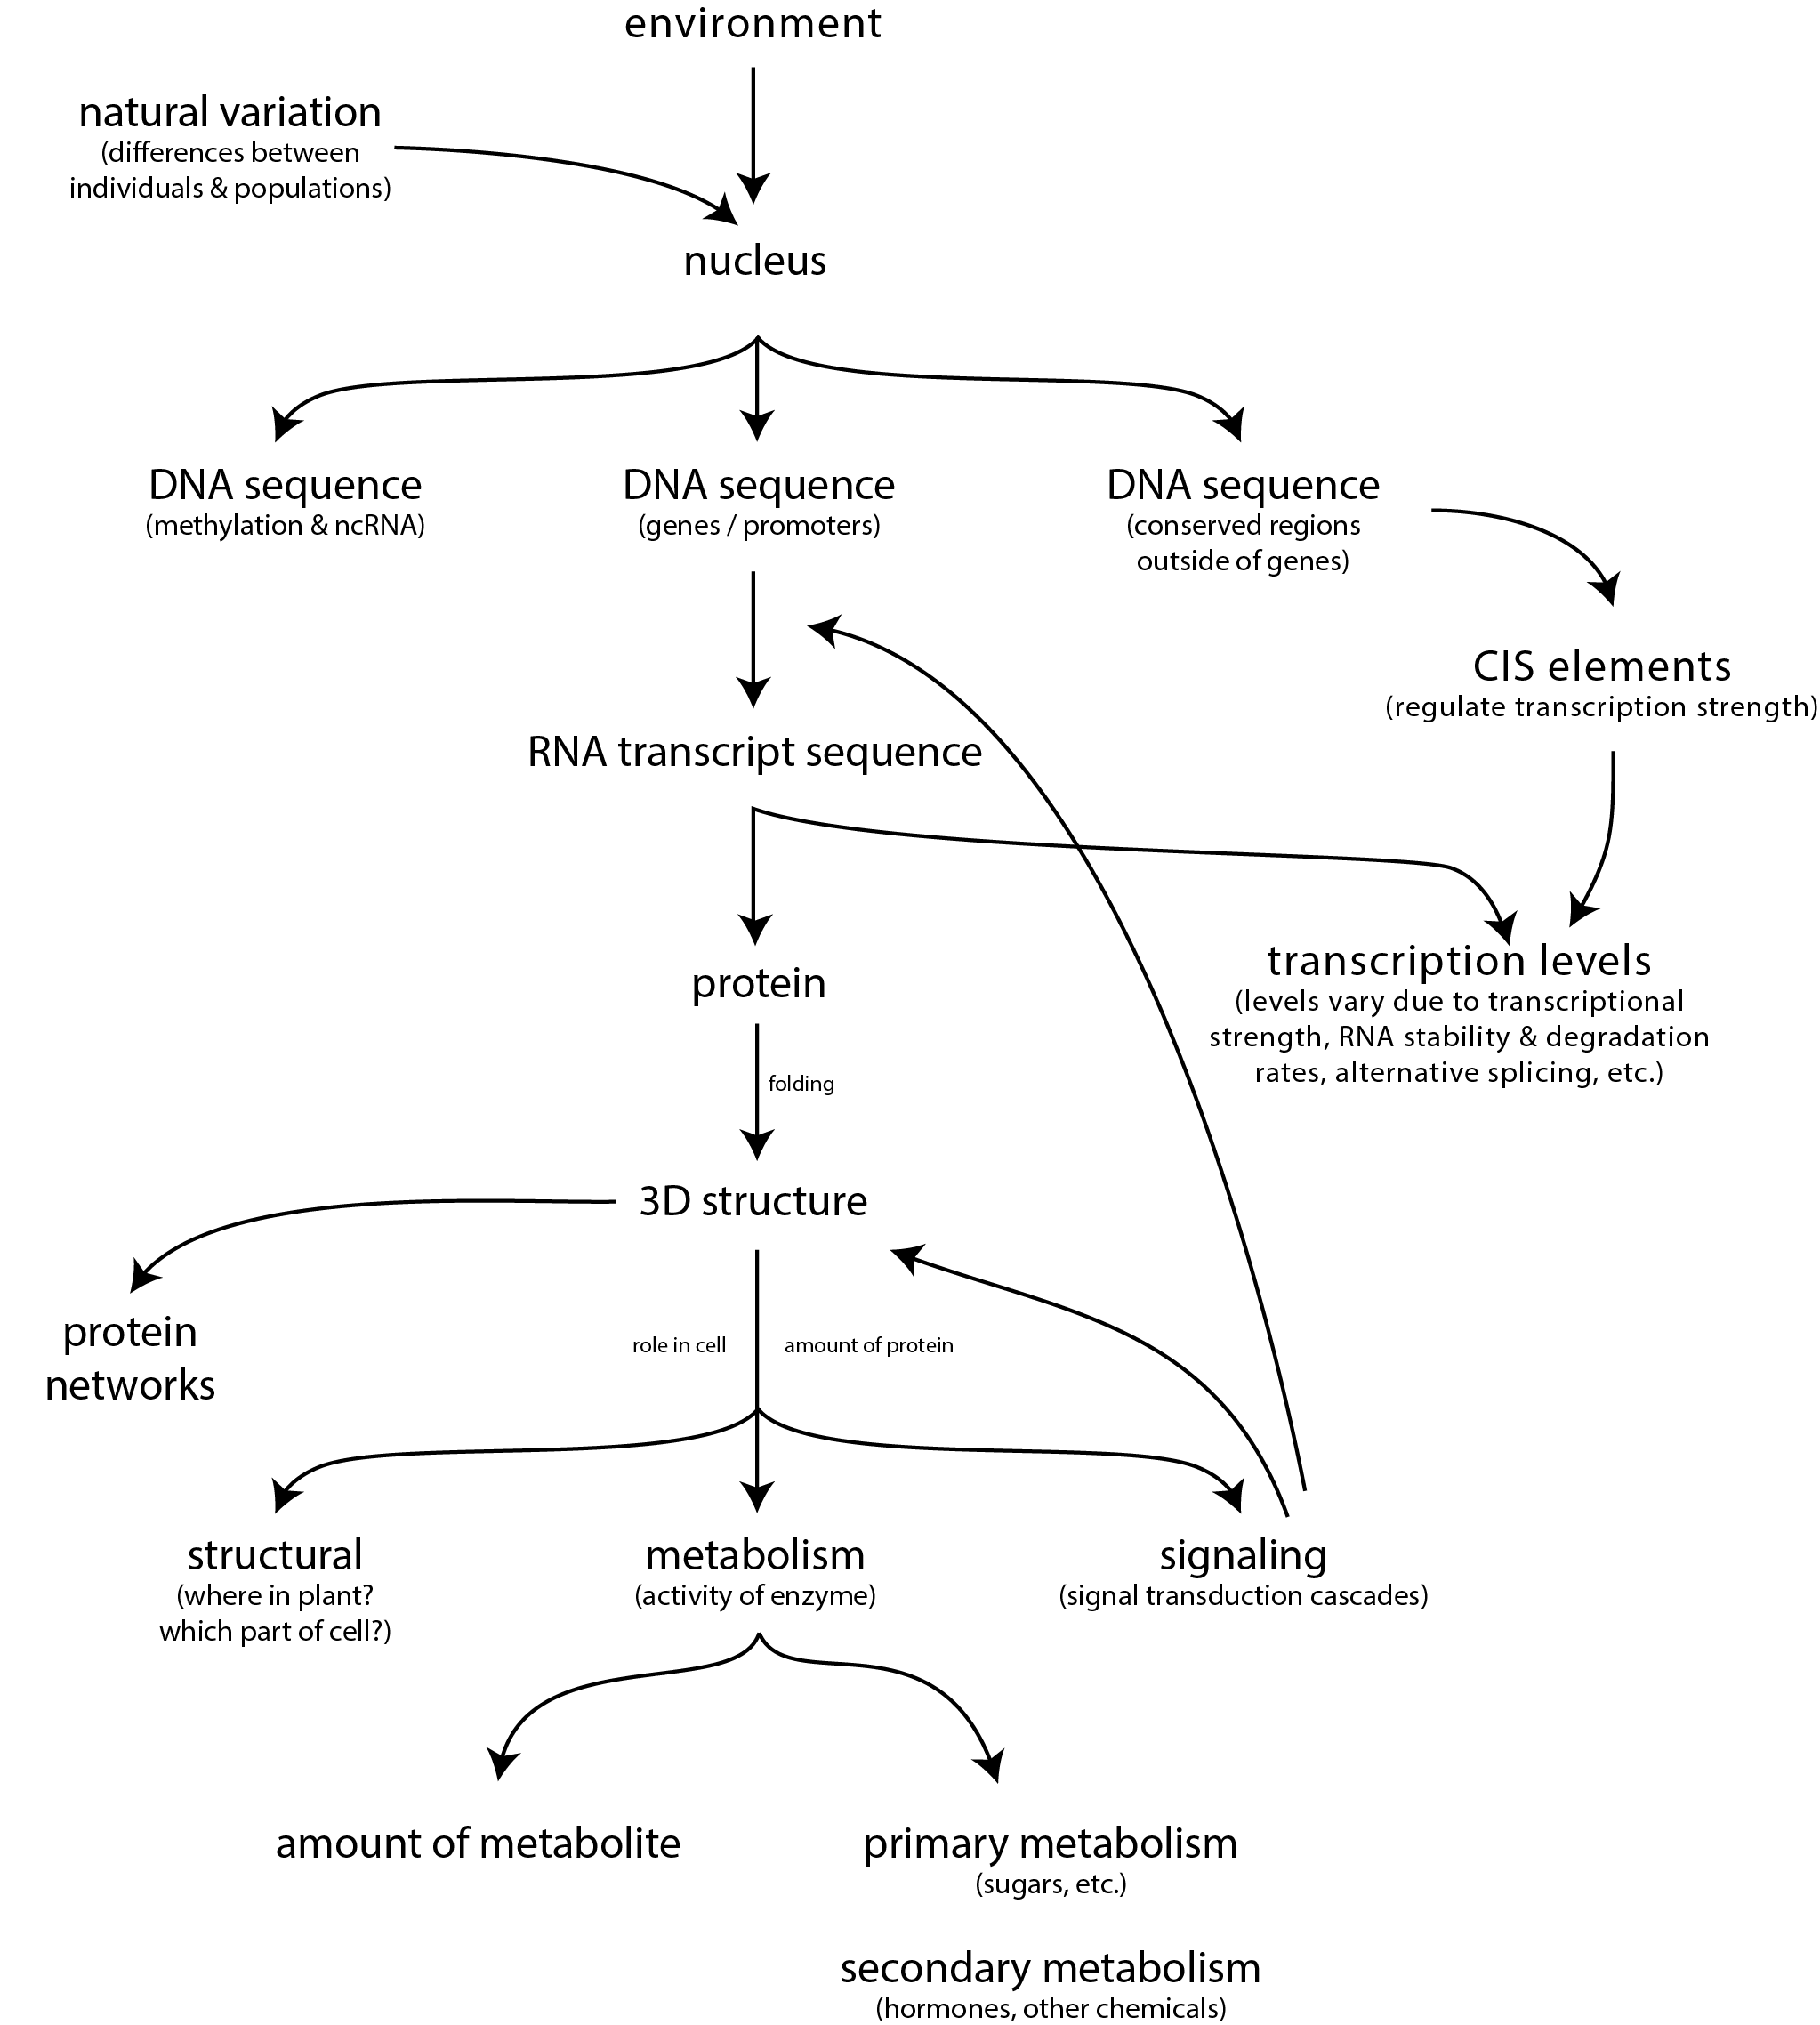 environment
natural variation
(differences between
individuals & populations)
nucleus
DNA sequence
(methylation & ncRNA)
DNA sequence
(genes / promoters)
DNA sequence
(conserved regions
outside of genes)
CIS elements
(regulate transcription strength)
RNA transcript sequence
protein
transcription levels
(levels vary due to transcriptional
strength, RNA stability & degradation
rates, alternative splicing, etc.)
folding
3D structure
protein
networks
role in cell
amount of protein
structural
(where in plant?
which part of cell?)
metabolism
(activity of enzyme)
signaling
(signal transduction cascades)
amount of metabolite
primary metabolism
(sugars, etc.)
secondary metabolism
(hormones, other chemicals)